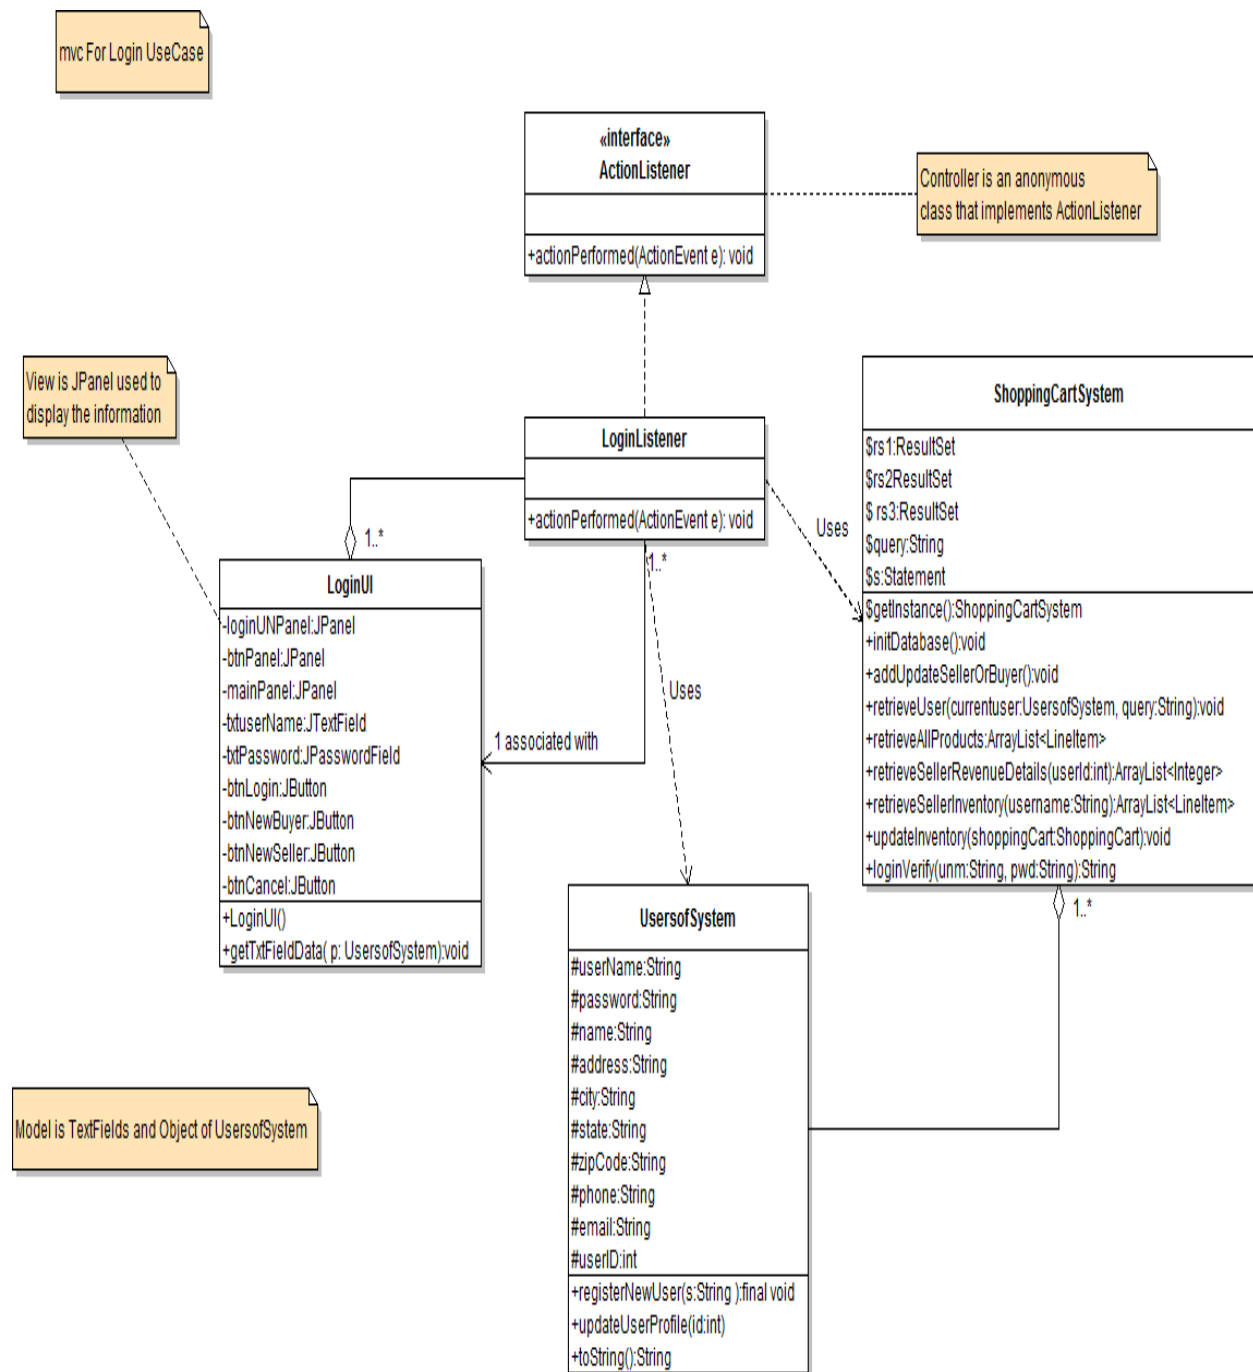 mvc For Login UseCase
«interface»
ActionListener
+actionPerformed(ActionEvent e): void
Controller is an anonymous
class that implements ActionListener
View is JPanel used to
display the information
LoginListener
+actionPerformed(ActionEvent e): void
1..*
1..*
Uses
Uses
1 associated with
ShoppingCartSystem
$rs1:ResultSet
$rs2ResultSet
$ rs3:ResultSet
$query:String
$s:Statement
$getInstance():ShoppingCartSystem
+initDatabase():void
+addUpdateSellerOrBuyer():void
+retrieveUser(currentuser:UsersofSystem, query:String):void
+retrieveAllProducts:ArrayList<LineItem>
+retrieveSellerRevenueDetails(userId:int):ArrayList<Integer>
+retrieveSellerInventory(username:String):ArrayList<LineItem>
+updateInventory(shoppingCart:ShoppingCart):void
+loginVerify(unm:String, pwd:String):String
1..*
LoginUI
-loginUNPanel:JPanel
-btnPanel:JPanel
-mainPanel:JPanel
-txtuserName:JTextField
-txtPassword:JPasswordField
-btnLogin:JButton
-btnNewBuyer:JButton
-btnNewSeller:JButton
-btnCancel:JButton
+LoginUI()
+getTxtFieldData( p: UsersofSystem):void
UsersofSystem
#userName:String
#password:String
#name:String
#address:String
#city:String
#state:String
#zipCode:String
#phone:String
#email:String
#userID:int
+registerNewUser(s:String ):final void
+updateUserProfile(id:int)
+toString():String
Model is TextFields and Object of UsersofSystem